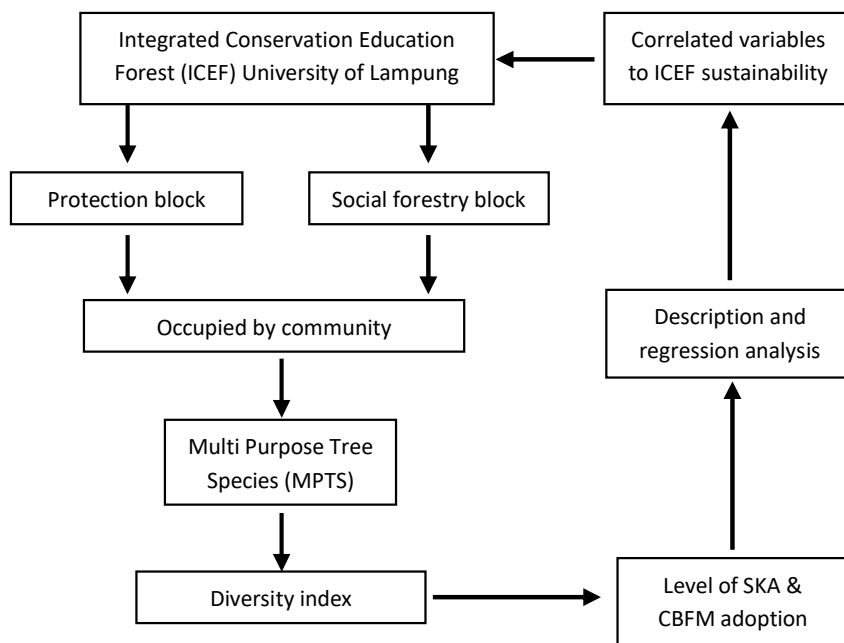 Integrated Conservation Education
Forest (ICEF) University of Lampung
Correlated variables
to ICEF sustainability
Protection block
Social forestry block
Occupied by community
Description and
regression analysis
Multi Purpose Tree
Species (MPTS)
Diversity index
Level of SKA &
CBFM adoption